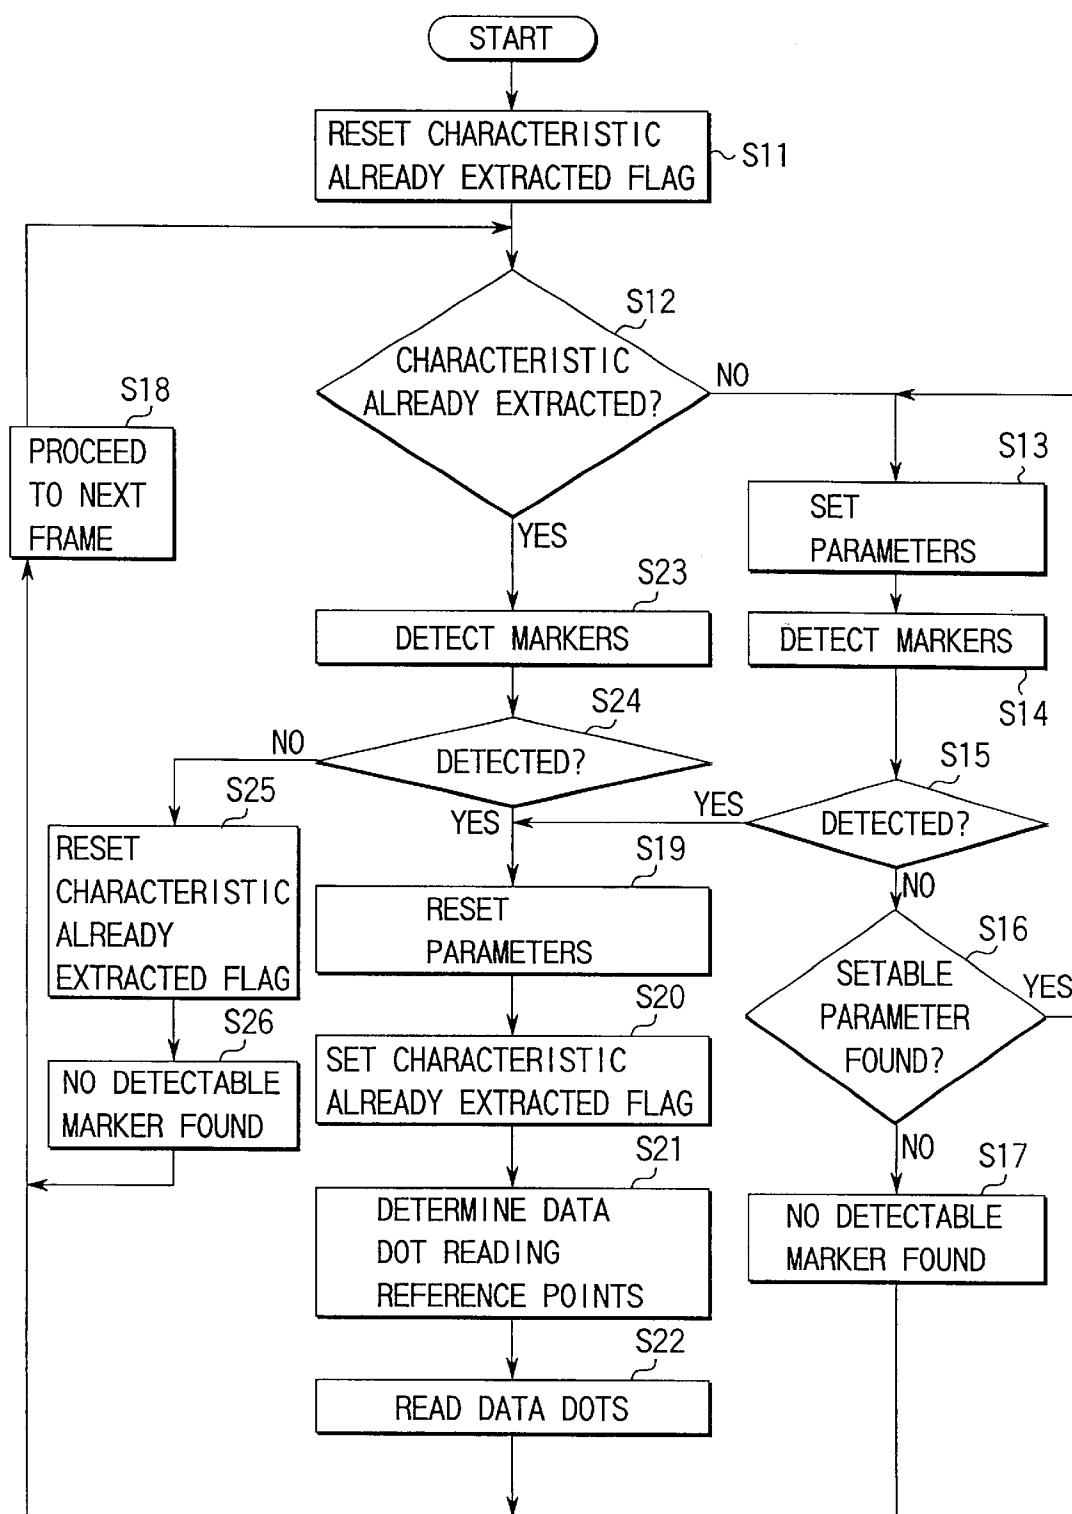 START
RESET CHARACTERISTIC
ALREADY EXTRACTED FLAG
S11
S12
CHARACTERISTIC
ALREADY EXTRACTED?
NO
YES
S18
PROCEED
TO NEXT
FRAME
S13
SET
PARAMETERS
S23
DETECT MARKERS
DETECT MARKERS
S14
S24
DETECTED?
NO
YES
S15
DETECTED?
YES
NO
S25
RESET
CHARACTERISTIC
ALREADY
EXTRACTED FLAG
S19
RESET
PARAMETERS
S16
SETABLE
PARAMETER
FOUND?
YES
NO
S26
NO DETECTABLE
MARKER FOUND
S20
SET CHARACTERISTIC
ALREADY EXTRACTED FLAG
S21
DETERMINE DATA
DOT READING
REFERENCE POINTS
S17
NO DETECTABLE
MARKER FOUND
S22
READ DATA DOTS